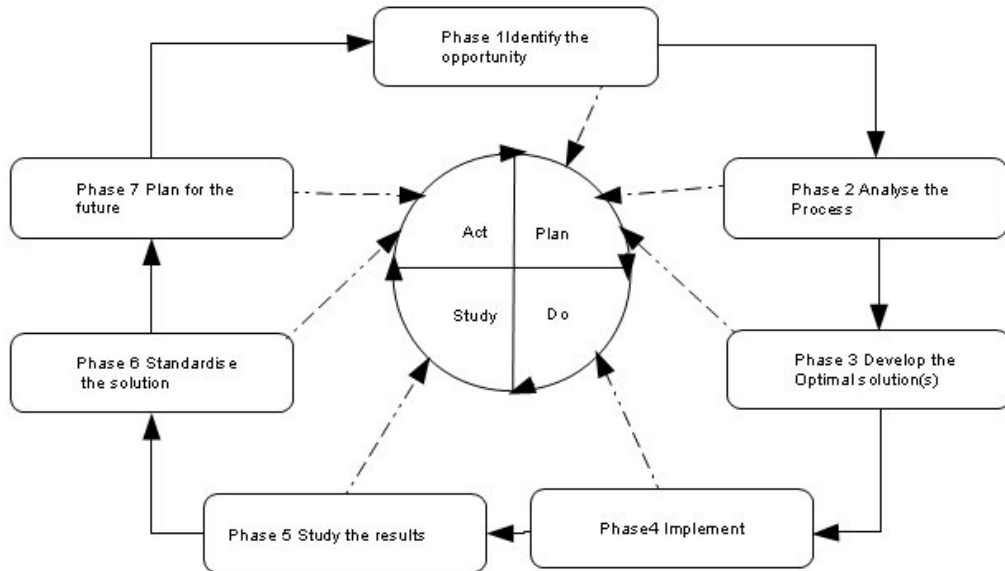 Phase 1Identify the
opportunity
Phase 7 Plan for the
future
Phase 2 Analyse the
Process
Act
Plan
Study
Do
Phase 6 Standardise
the solution
Phase 3 Develop the
Optimal solution(s)
Phase 5 Study the results
Phase4 Implement